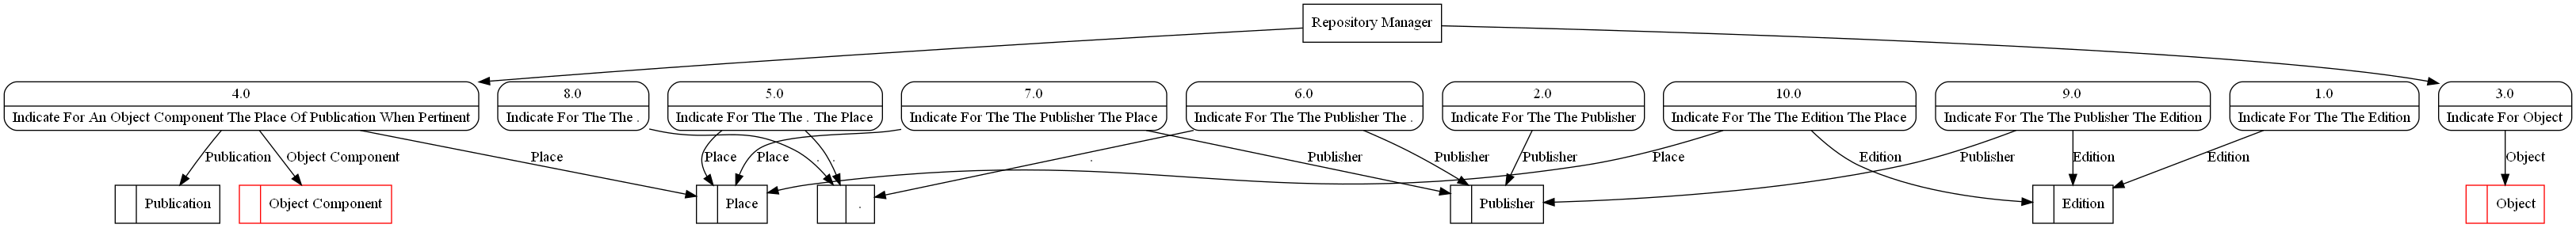 Repository Manager
4.0
Indicate For An Object Component The Place Of Publication When Pertinent
8.0
Indicate For The The .
5.0
Indicate For The The . The Place
7.0
Indicate For The The Publisher The Place
6.0
Indicate For The The Publisher The .
2.0
Indicate For The The Publisher
10.0
Indicate For The The Edition The Place
9.0
Indicate For The The Publisher The Edition
1.0
Indicate For The The Edition
3.0
Indicate For Object
Publication
Object Component
Place
Place
Place
.
.
.
Publisher
Publisher
Publisher
Place
Edition
Publisher
Edition
Edition
Object
Publication
Object Component
Place
.
Publisher
Edition
Object